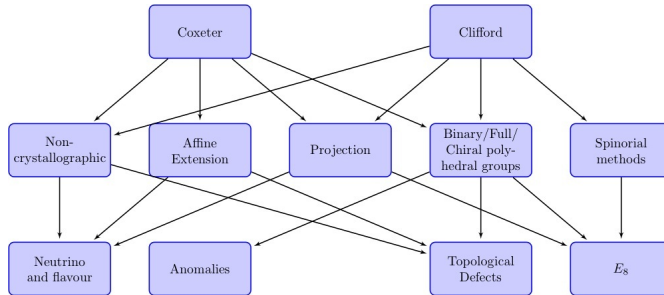 Coxeter
Clifford
Non-
crystallographic
Affine
Extension
Projection
Binary/Full/
Chiral poly-
hedral groups
Spinorial
methods
Neutrino
and flavour
Anomalies
Topological
Defects
E₈